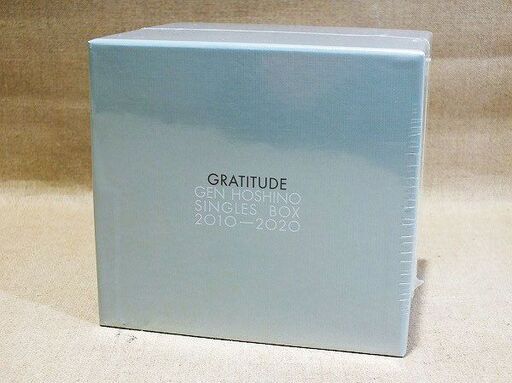 GRATITUDE
GEN HOSHINO
SINGLES BOX
2010—2020